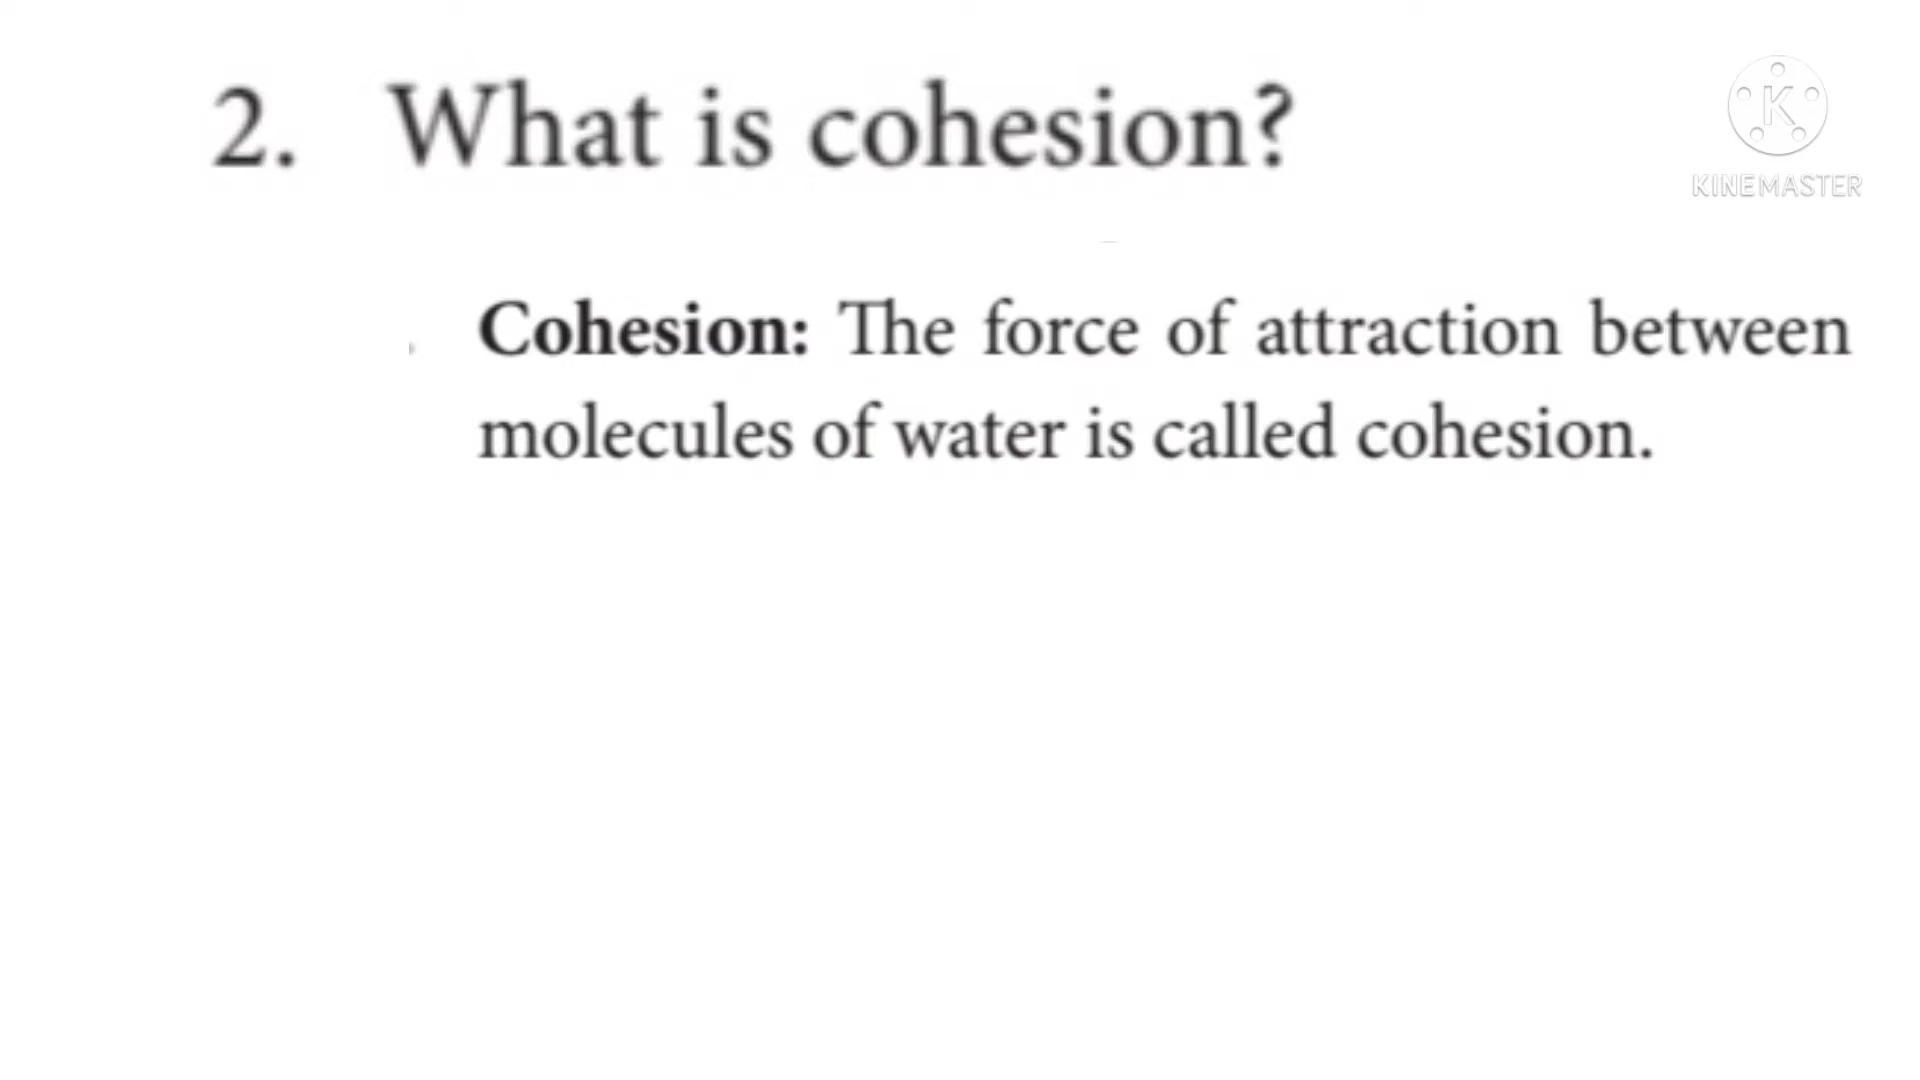 2. What is cohesion?
KINEMASTER
Cohesion: The force of attraction between
molecules of water is called cohesion.